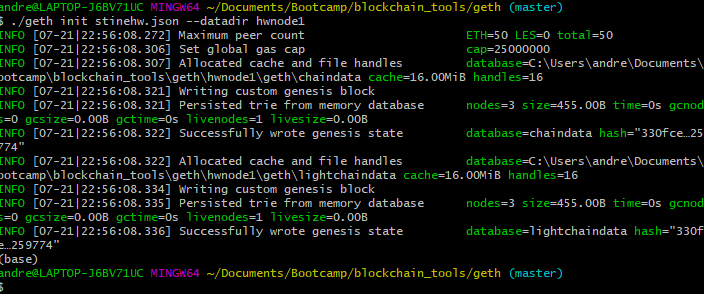 andre@LAPTOP-J6BV71UC MINGW64 ~/Documents/Bootcamp/blockchain_tools/geth (master)
$ ./geth init stinehw.json --datadir hwnode1
INFO [07-21|22:56:08.272] Maximum peer count ETH=50 LES=0 total=50
INFO [07-21|22:56:08.306] Set global gas cap cap=25000000
INFO [07-21|22:56:08.307] Allocated cache and file handles database=C:\Users\andre\Documents\
ootcamp\blockchain_tools\geth\hwnode1\geth\chaindata cache=16.00MiB handles=16
INFO [07-21|22:56:08.321] Writing custom genesis block
INFO [07-21|22:56:08.321] Persisted trie from memory database nodes=3 size=455.00B time=0s gcnod
s=0 gcsize=0.00B gctime=0s livenodes=1 livesize=0.00B
INFO [07-21|22:56:08.322] Successfully wrote genesis state database=chaindata hash="330fce…25
774"
INFO [07-21|22:56:08.322] Allocated cache and file handles database=C:\Users\andre\Documents\
ootcamp\blockchain_tools\geth\hwnode1\geth\lightchaindata cache=16.00MiB handles=16
INFO [07-21|22:56:08.334] Writing custom genesis block
INFO [07-21|22:56:08.335] Persisted trie from memory database nodes=3 size=455.00B time=0s gcnod
s=0 gcsize=0.00B gctime=0s livenodes=1 livesize=0.00B
INFO [07-21|22:56:08.336] Successfully wrote genesis state database=lightchaindata hash="330f
ce…259774"
(base)
andre@LAPTOP-J6BV71UC MINGW64 ~/Documents/Bootcamp/blockchain_tools/geth (master)
$